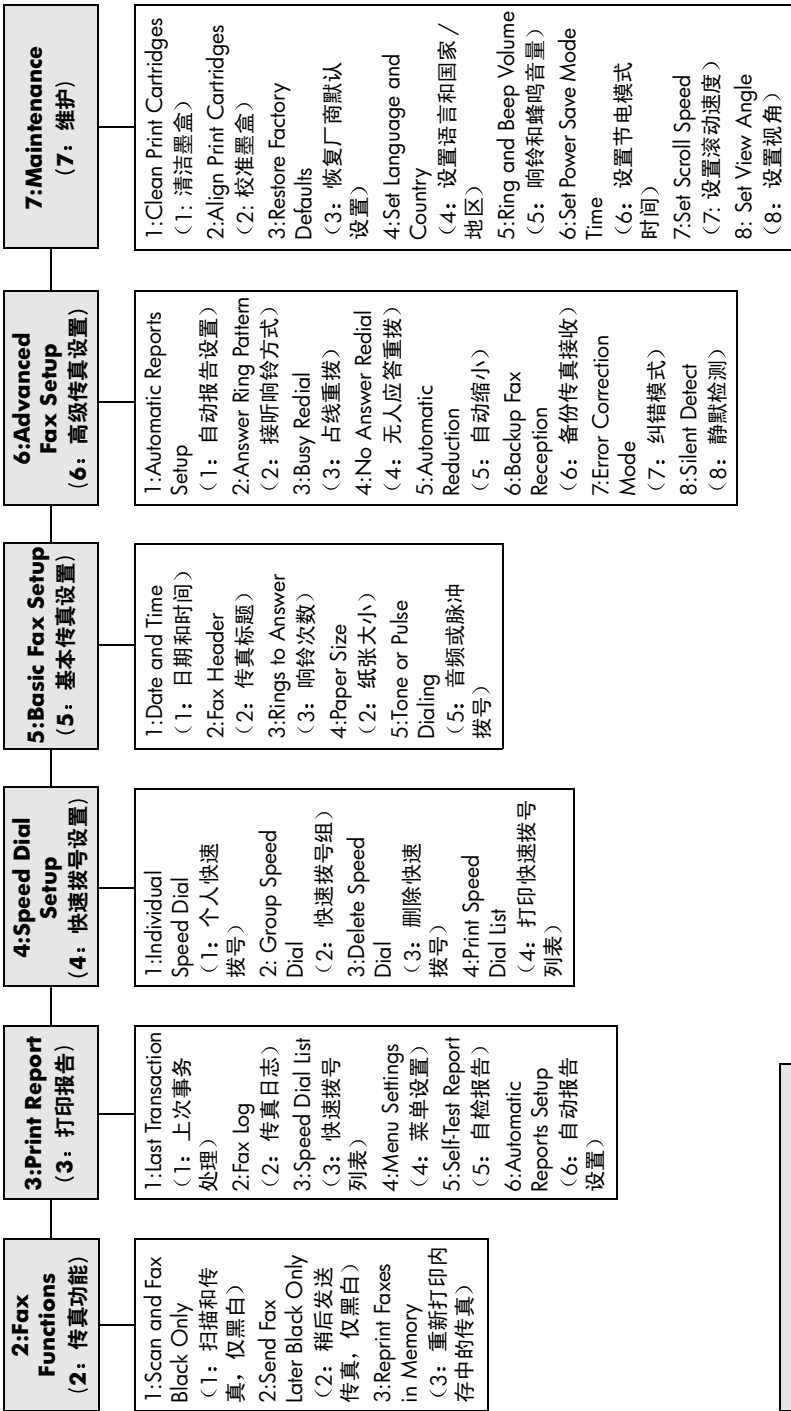 2:Fax
Functions
(2：传真功能)
1:Scan and Fax
Black Only
（1：扫描和传
真，仅黑白）
2:Send Fax
Later Black Only
（2：稍后发送
传真，仅黑白）
3:Reprint Faxes
in Memory
（3：重新打印内
存中的传真）
3:Print Report
(3：打印报告)
1:Last Transaction
（1：上次事务
处理）
2:Fax Log
（2：传真日志）
3:Speed Dial List
（3：快速拨号
列表）
4:Menu Settings
（4：菜单设置）
5:Self-Test Report
（5：自检报告）
6:Automatic
Reports Setup
（6：自动报告
设置）
4:Speed Dial
Setup
(4：快速拨号设置)
1:Individual
Speed Dial
（1：个人快速
拨号）
2: Group Speed
Dial
（2：快速拨号组）
3:Delete Speed
Dial
（3：删除快速
拨号）
4:Print Speed
Dial List
（4：打印快速拨号
列表）
5:Basic Fax Setup
(5：基本传真设置)
1:Date and Time
（1：日期和时间）
2:Fax Header
（2：传真标题）
3:Rings to Answer
（3：响铃次数）
4:Paper Size
（2：纸张大小）
5:Tone or Pulse
Dialing
（5：音频或脉冲
拨号）
6:Advanced
Fax Setup
(6：高级传真设置)
1:Automatic Reports
Setup
（1：自动报告设置）
2:Answer Ring Pattern
（2：接听响铃方式）
3:Busy Redial
（3：占线重拨）
4:No Answer Redial
（4：无人应答重拨）
5:Automatic
Reduction
（5：自动缩小）
6:Backup Fax
Reception
（6：备份传真接收）
7:Error Correction
Mode
（7：纠错模式）
8:Silent Detect
（8：静默检测）
7:Maintenance
(7：维护)
1:Clean Print Cartridges
（1：清洁墨盒）
2:Align Print Cartridges
（2: 校准墨盒）
3:Restore Factory
Defaults
（3：恢复厂商默认
设置）
4:Set Language and
Country
（4：设置语言和国家／
地区）
5:Ring and Beep Volume
（5：响铃和蜂鸣音量）
6:Set Power Save Mode
Time
（6：设置节电模式
时间）
7:Set Scroll Speed
（7: 设置滚动速度）
8: Set View Angle
（8：设置视角）